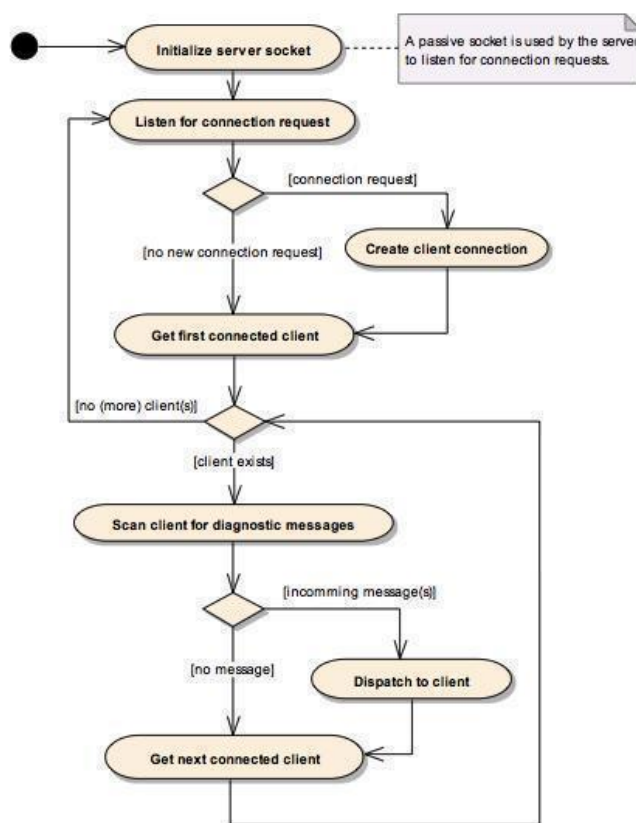 Initialize server socket
A passive socket is used by the server
to listen for connection requests.
Listen for connection request
[connection request]
[no new connection request]
Create client connection
Get first connected client
[no (more) client(s)]
[client exists]
Scan client for diagnostic messages
[incomming message(s)]
[no message]
Dispatch to client
Get next connected client